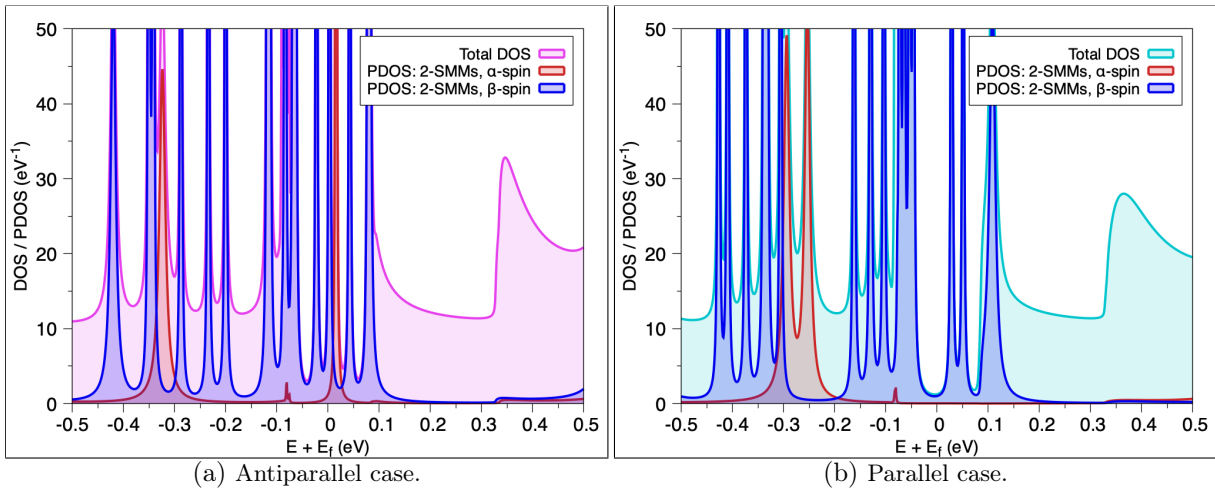 50
40
30
20
10
0
DOS / PDOS (eV⁻¹)
Total DOS
PDOS: 2-SMMs, α-spin
PDOS: 2-SMMs, β-spin
-0.5 -0.4 -0.3 -0.2 -0.1 0 0.1 0.2 0.3 0.4 0.5
E + E_f (eV)
(a) Antiparallel case.
50
40
30
20
10
0
DOS / PDOS (eV⁻¹)
Total DOS
PDOS: 2-SMMs, α-spin
PDOS: 2-SMMs, β-spin
-0.5 -0.4 -0.3 -0.2 -0.1 0 0.1 0.2 0.3 0.4 0.5
E + E_f (eV)
(b) Parallel case.